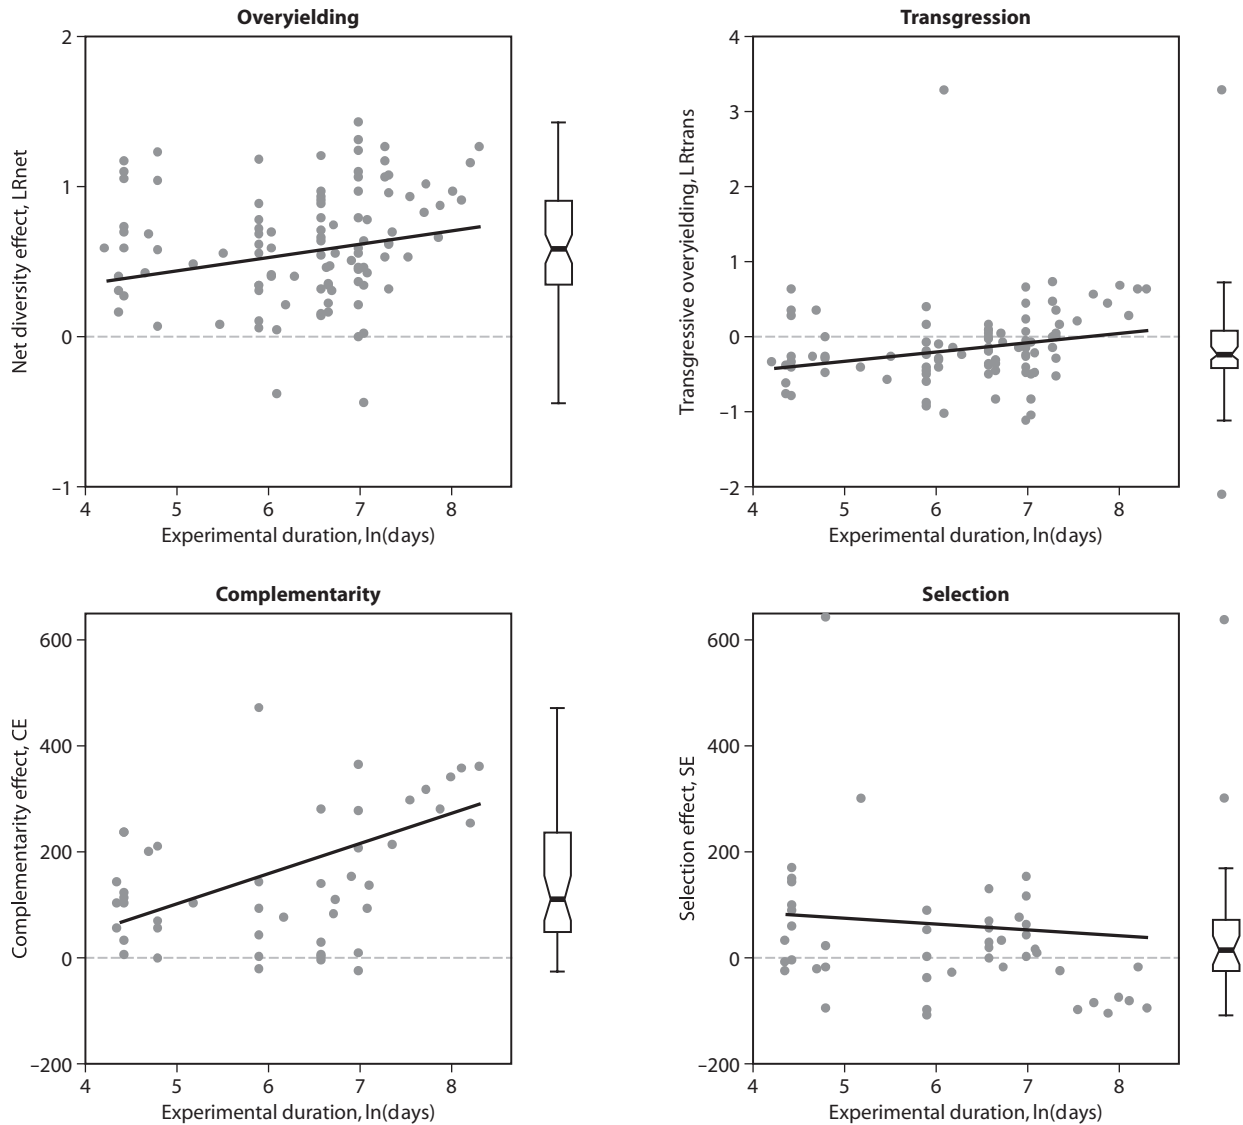 Overyielding
Net diversity effect, LRnet
2
1
0
–1
4 5 6 7 8
Experimental duration, ln(days)
Transgression
Transgressive overyielding, LRtrans
4
3
2
1
0
–1
–2
4 5 6 7 8
Experimental duration, ln(days)
Complementarity
Complementarity effect, CE
600
400
200
0
–200
4 5 6 7 8
Experimental duration, ln(days)
Selection
Selection effect, SE
600
400
200
0
–200
4 5 6 7 8
Experimental duration, ln(days)